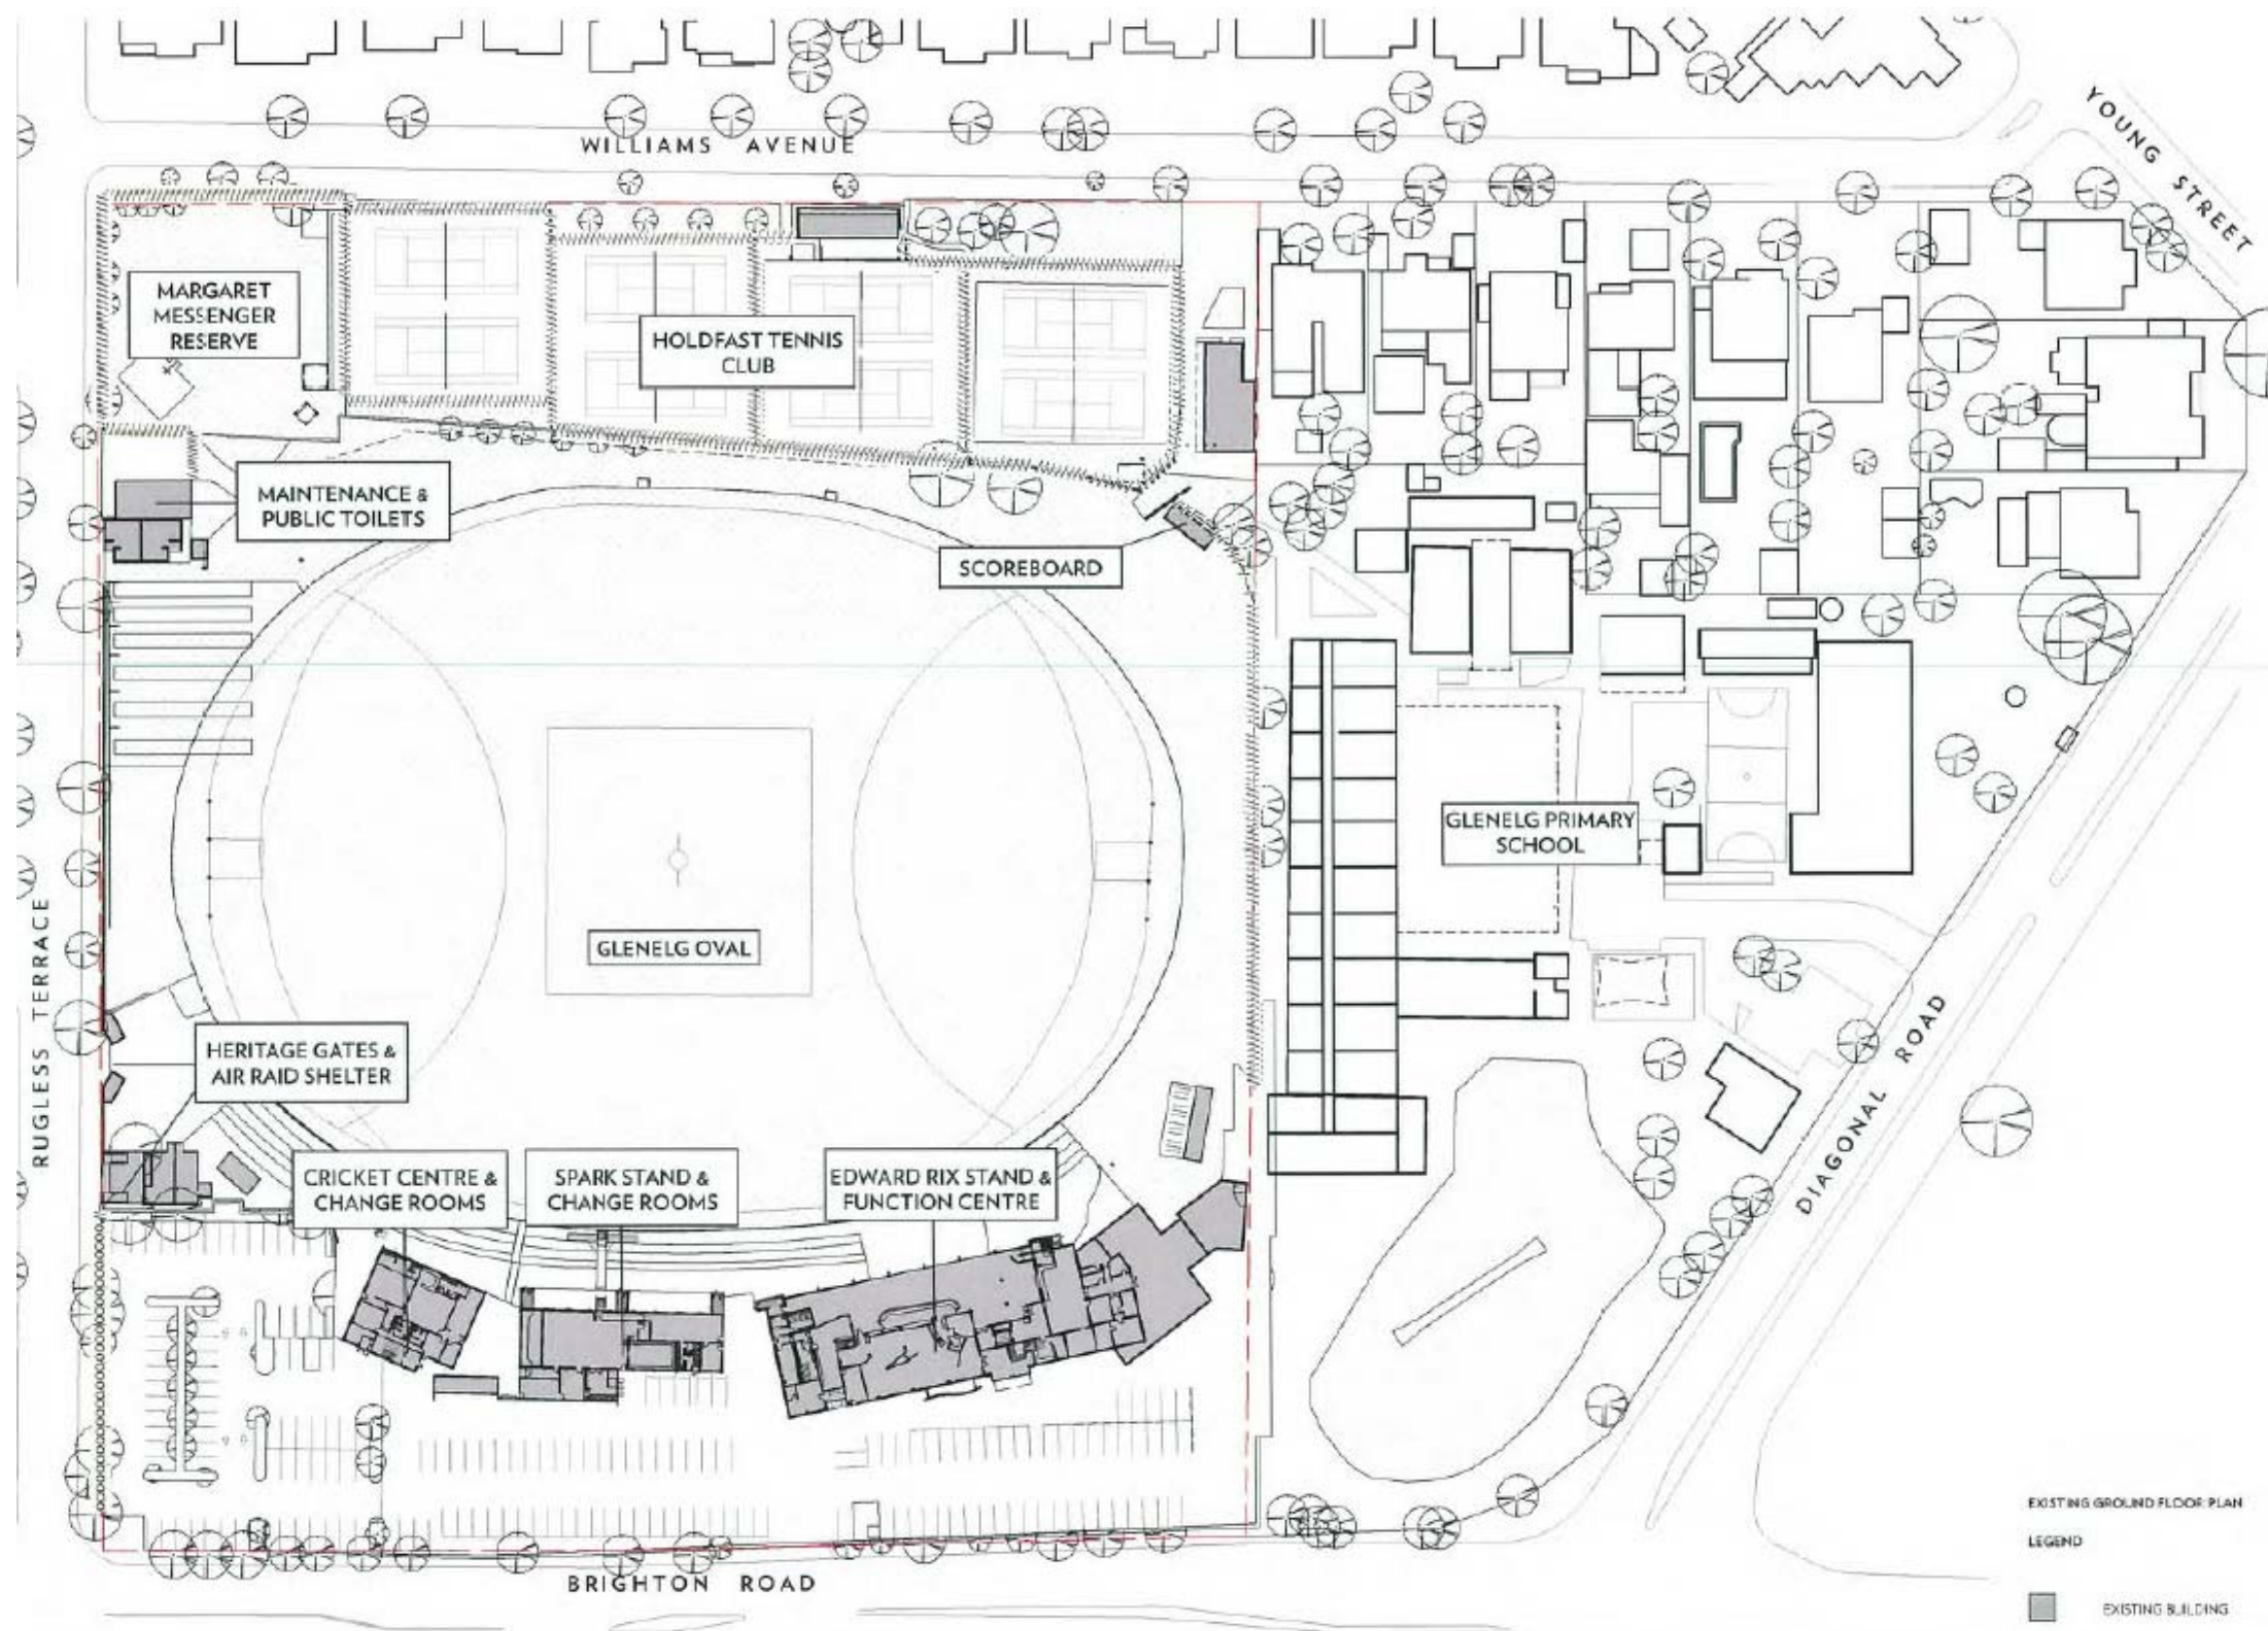 WILLIAMS AVENUE
YOUNG STREET
MARGARET
MESSENGER
RESERVE
HOLDFAST TENNIS
CLUB
MAINTENANCE &
PUBLIC TOILETS
SCOREBOARD
GLENELG PRIMARY
SCHOOL
GLENELG OVAL
RUGLESS TERRACE
HERITAGE GATES &
AIR RAID SHELTER
DIAGONAL ROAD
CRICKET CENTRE &
CHANGE ROOMS
SPARK STAND &
CHANGE ROOMS
EDWARD RIX STAND &
FUNCTION CENTRE
BRIGHTON ROAD
EXISTING GROUND FLOOR PLAN
LEGEND
EXISTING BUILDING